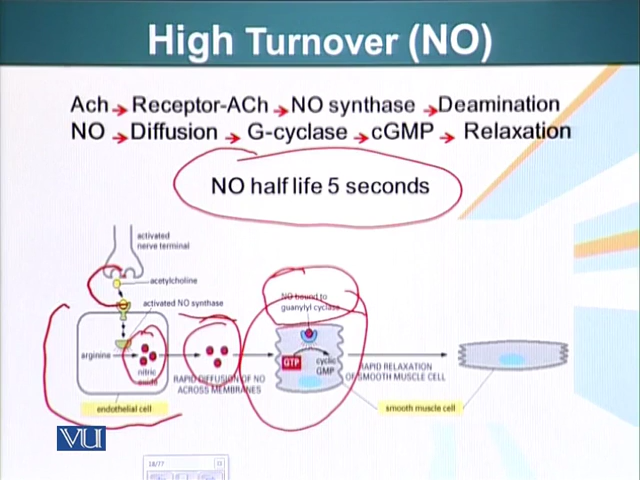 High Turnover (NO)
Ach Receptor-ACh NO synthase Deamination
NO Diffusion G-cyclase cGMP Relaxation
NO half life 5 seconds
activated
nerve terminal
acetylcholine
activated NO synthase
NO bound to
guanylyl cyclase
arginine
nitric
oxide
RAPID DIFFUSION OF NO
ACROSS MEMBRANES
GTP
cyclic
GMP
RAPID RELAXATION
OF SMOOTH MUSCLE CELL
endothelial cell
smooth muscle cell
VU
18/77